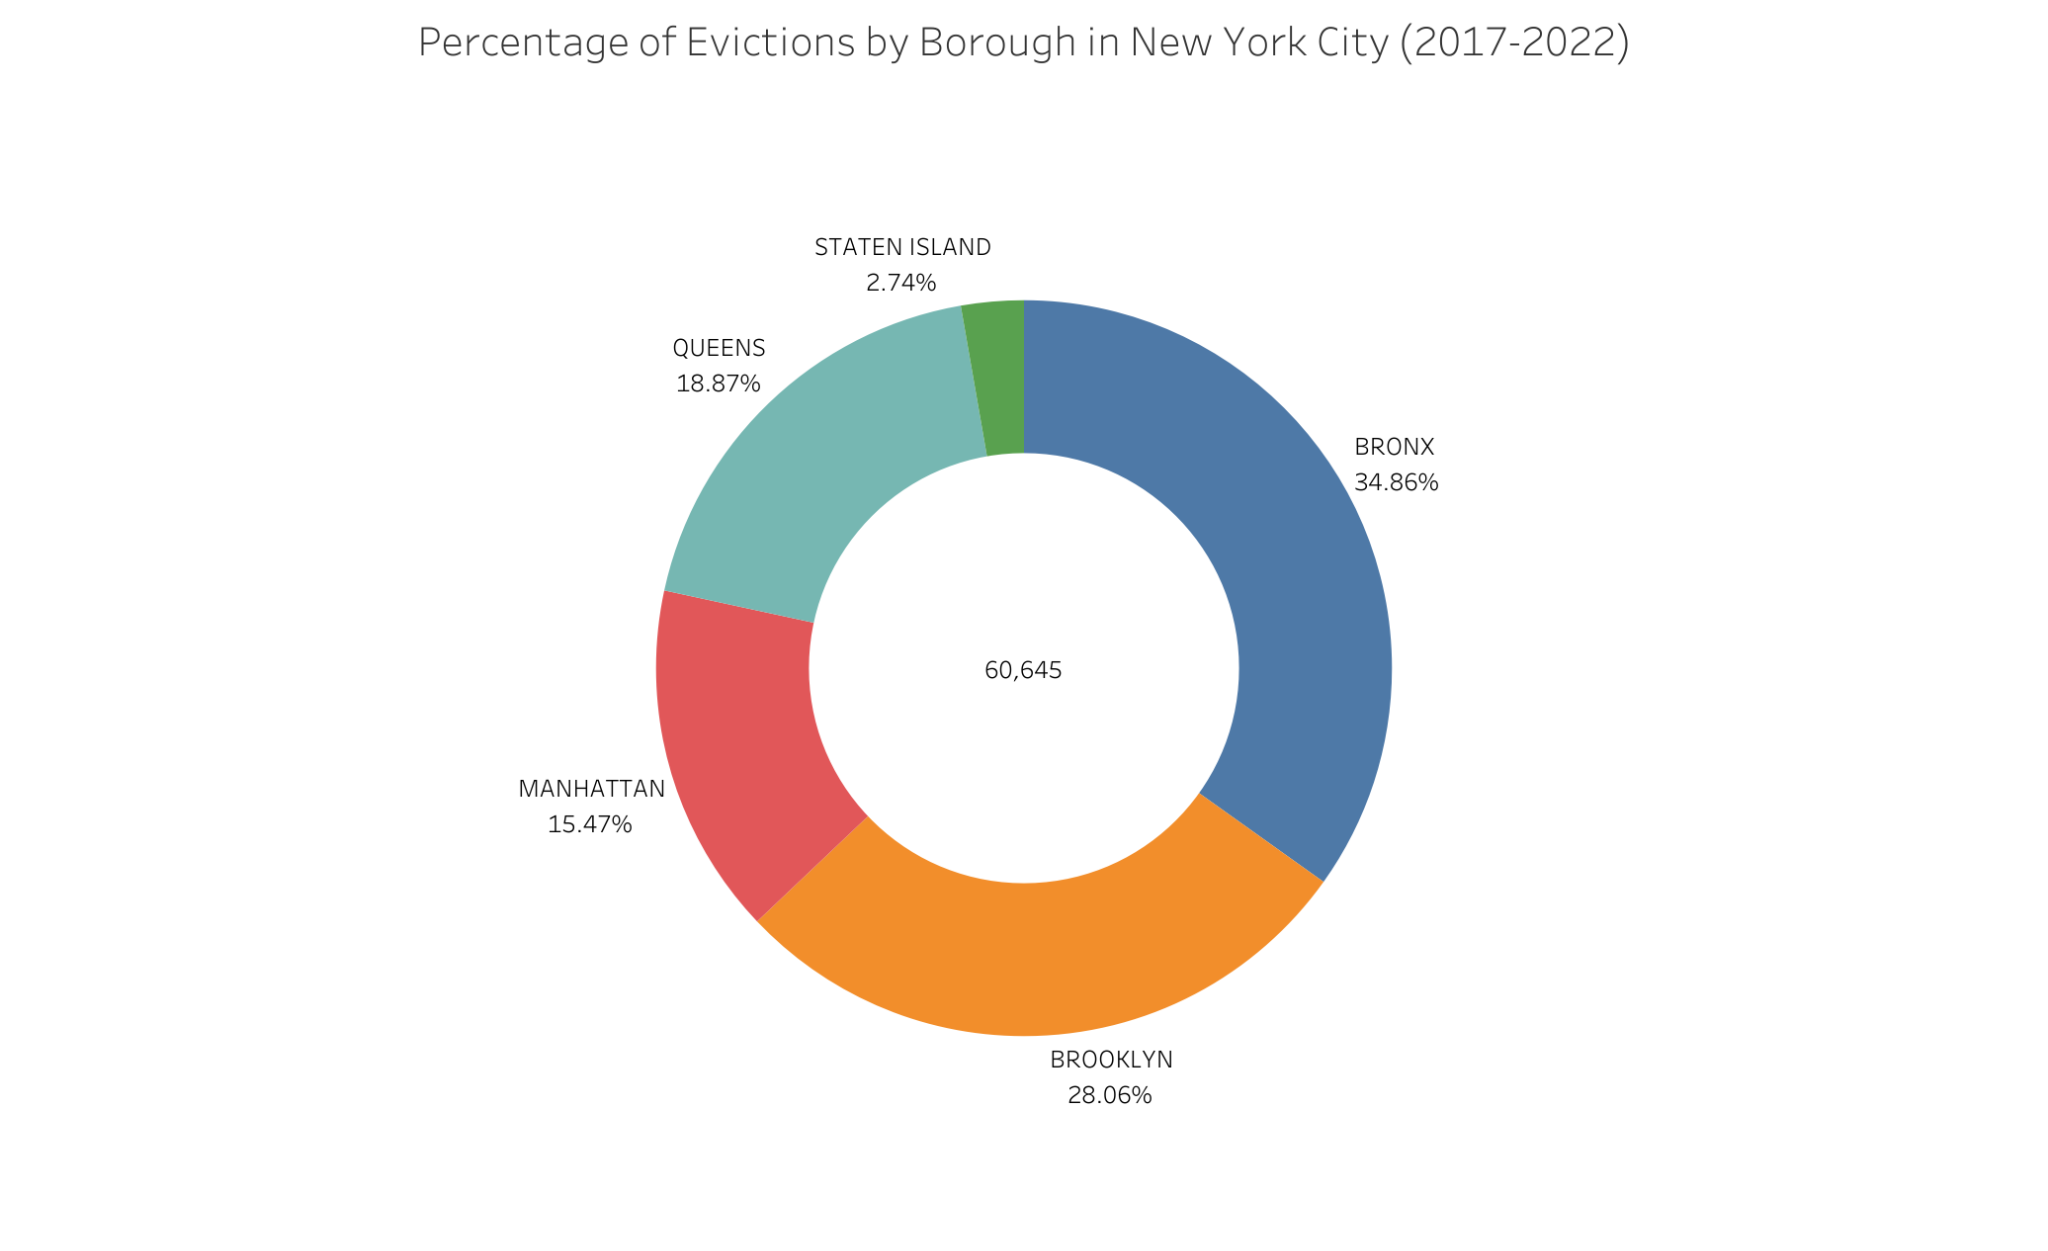 Percentage of Evictions by Borough in New York City (2017-2022)
STATEN ISLAND
2.74%
QUEENS
18.87%
BRONX
34.86%
60,645
MANHATTAN
15.47%
BROOKLYN
28.06%